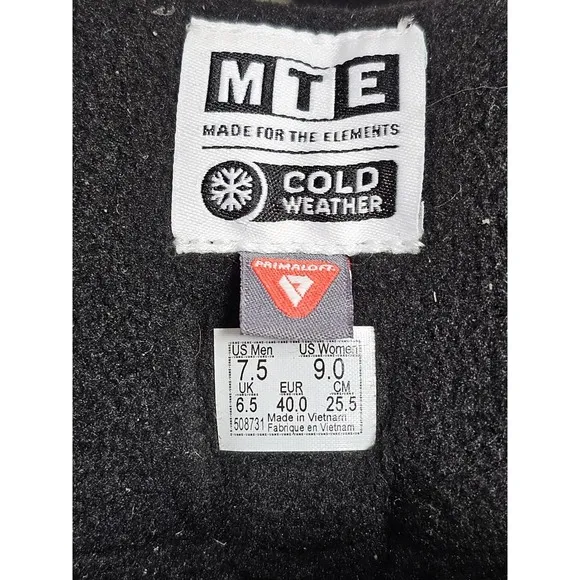 MTE
MADE FOR THE ELEMENTS
COLD
WEATHER
PRIMALOFT
US Men US Women
7.5 9.0
UK EUR CM
6.5 40.0 25.5
508731 Made in Vietnam
Fabrique en Vietnam